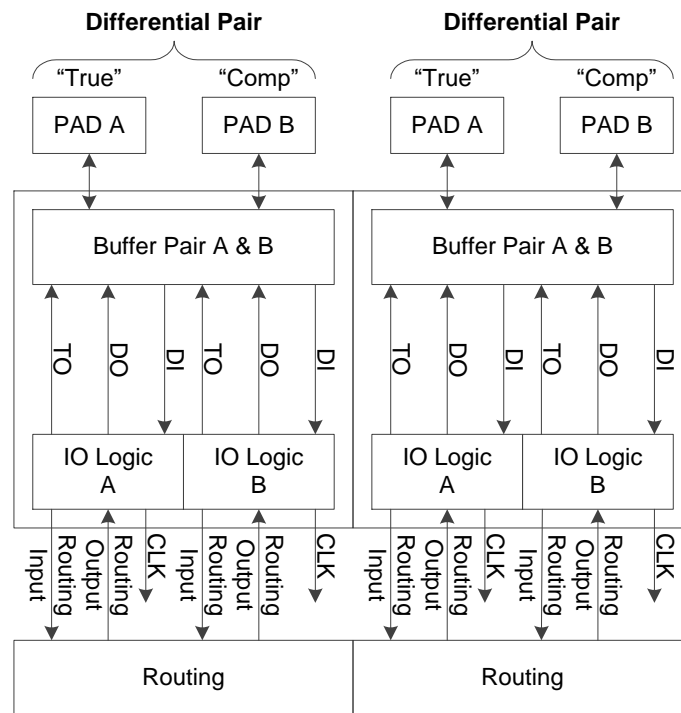 Differential Pair Differential Pair
“True” “Comp” “True” “Comp”
PAD A PAD B PAD A PAD B
Buffer Pair A & B Buffer Pair A & B
TO DO DI TO DO DI TO DO DI TO DO DI
IO Logic A IO Logic B IO Logic A IO Logic B
Routing Input Routing Output CLK Routing Input Routing Output CLK Routing Input Routing Output CLK Routing Input Routing Output CLK
Routing Routing